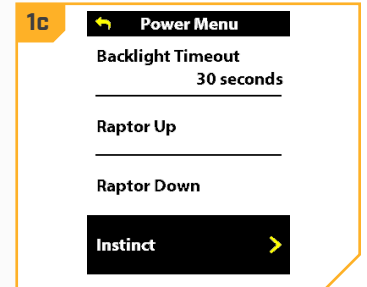 1c
Power Menu
Backlight Timeout
30 seconds
Raptor Up
Raptor Down
Instinct